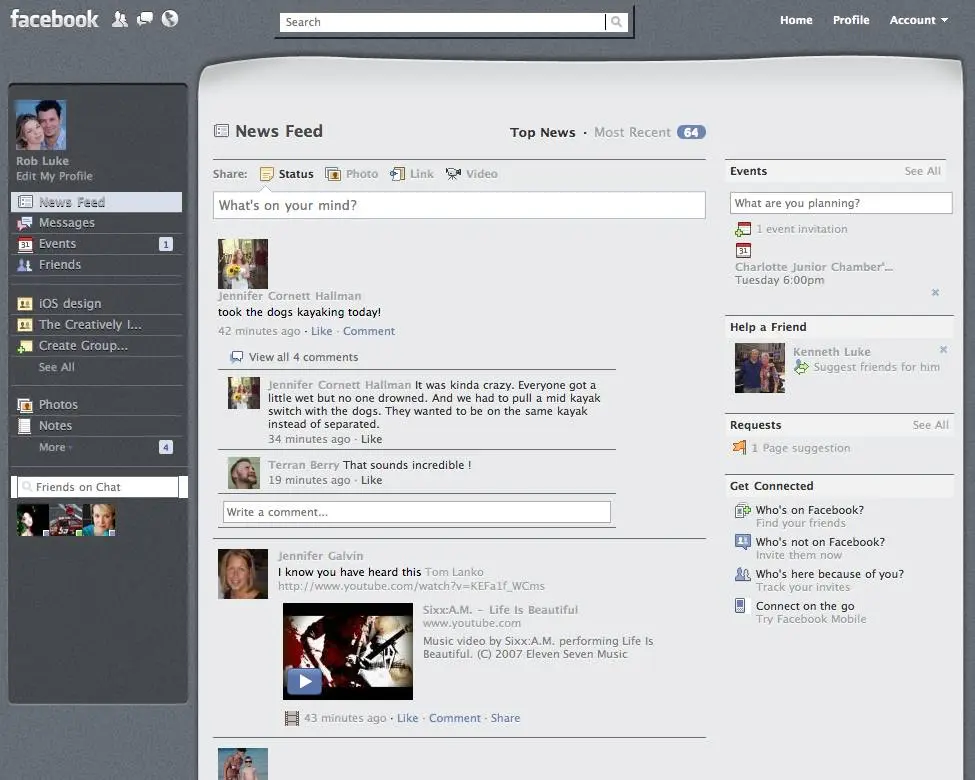 facebook
Search
Home Profile Account
Rob Luke
Edit My Profile
News Feed
Messages
31 Events 1
Friends
iOS design
The Creatively I...
Create Group...
See All
Photos
Notes
More 4
Friends on Chat
News Feed
Top News · Most Recent 64
Share: Status Photo Link Video
What's on your mind?
Jennifer Cornett Hallman
took the dogs kayaking today!
42 minutes ago · Like · Comment
View all 4 comments
Jennifer Cornett Hallman It was kinda crazy. Everyone got a
little wet but no one drowned. And we had to pull a mid kayak
switch with the dogs. They wanted to be on the same kayak
instead of separated.
34 minutes ago · Like
Terran Berry That sounds incredible !
19 minutes ago · Like
Write a comment...
Jennifer Galvin
I know you have heard this Tom Lanko
http://www.youtube.com/watch?v=KEFa1f_WCms
Sixx:A.M. - Life Is Beautiful
www.youtube.com
Music video by Sixx:A.M. performing Life Is
Beautiful. (C) 2007 Eleven Seven Music
43 minutes ago · Like · Comment · Share
Events See All
What are you planning?
1 event invitation
31
Charlotte Junior Chamber'...
Tuesday 6:00pm
Help a Friend
Kenneth Luke
Suggest friends for him
Requests See All
1 Page suggestion
Get Connected
Who's on Facebook?
Find your friends
Who's not on Facebook?
Invite them now
Who's here because of you?
Track your invites
Connect on the go
Try Facebook Mobile